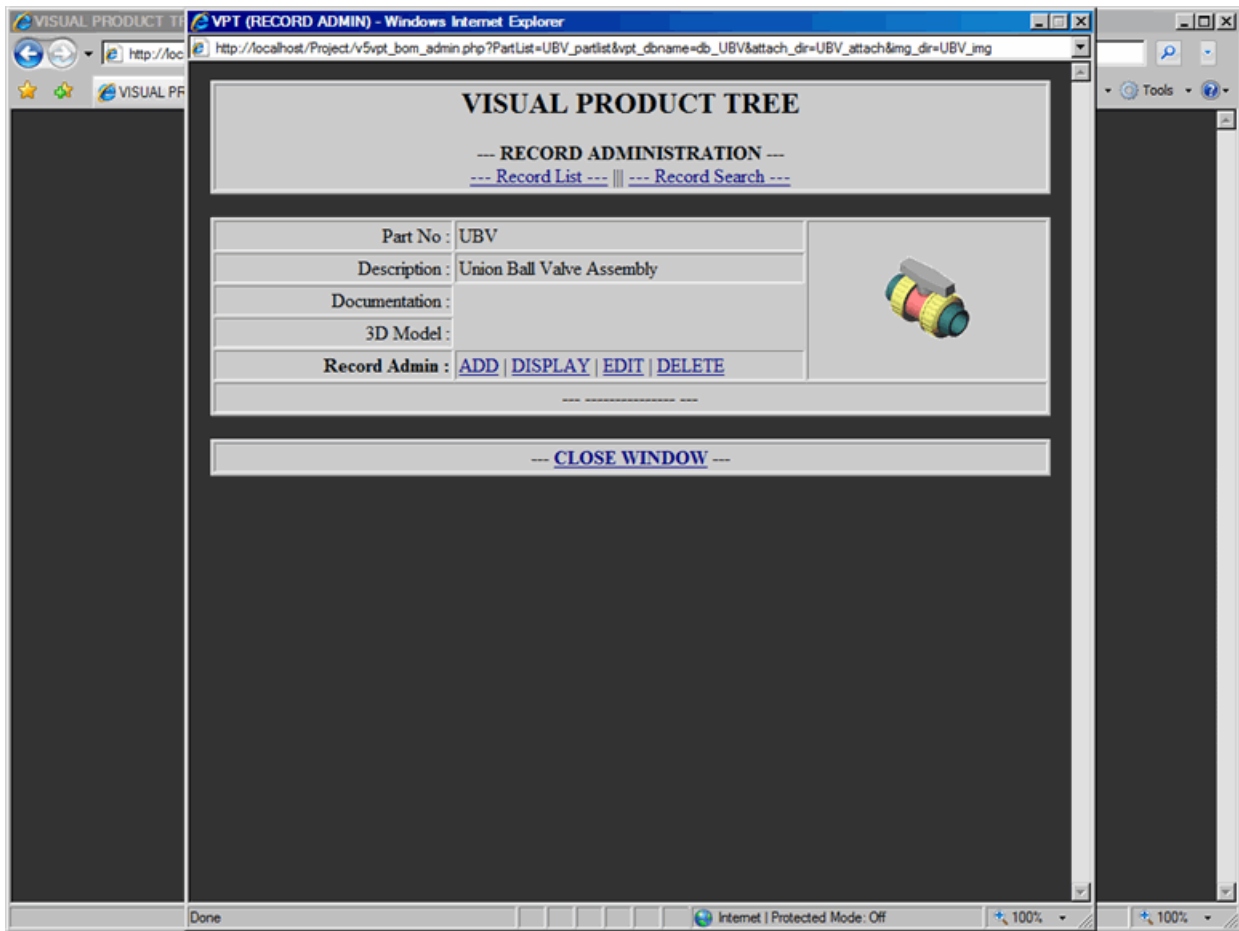 VISUAL PRODUCT TR
VPT (RECORD ADMIN) - Windows Internet Explorer
http://loc
http://localhost/Project/v5vpt_bom_admin.php?PartList=UBV_partlist&vpt_dbname=db_UBV&attach_dir=UBV_attach&img_dir=UBV_img
VISUAL PR
Tools
VISUAL PRODUCT TREE
--- RECORD ADMINISTRATION ---
--- Record List --- ||| --- Record Search ---
Part No : UBV
Description : Union Ball Valve Assembly
Documentation :
3D Model :
Record Admin : ADD | DISPLAY | EDIT | DELETE
--- --------------- ---
--- CLOSE WINDOW ---
Done Internet | Protected Mode: Off 100% 100%